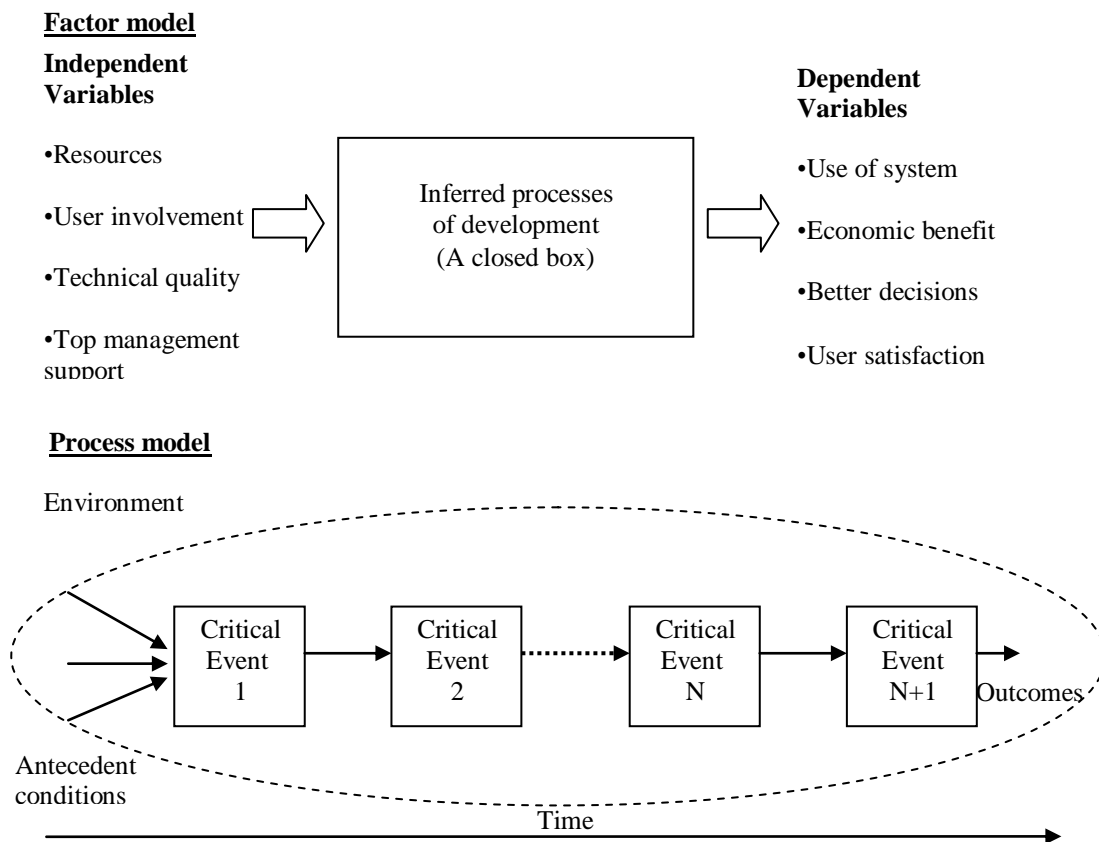 Factor model
Independent
Variables
•Resources
•User involvement
•Technical quality
•Top management
support
Inferred processes
of development
(A closed box)
Dependent
Variables
•Use of system
•Economic benefit
•Better decisions
•User satisfaction
Process model
Environment
Critical
Event
1
Critical
Event
2
Critical
Event
N
Critical
Event
N+1
Outcomes
Antecedent
conditions
Time